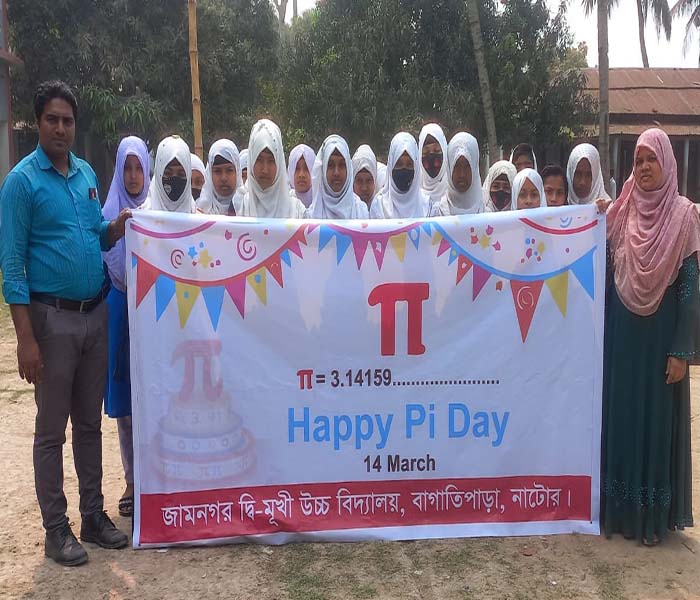 π
π = 3.14159........................
Happy Pi Day
14 March
জামনগর দ্বি-মূখী উচ্চ বিদ্যালয়, বাগাতিপাড়া, নাটোর।